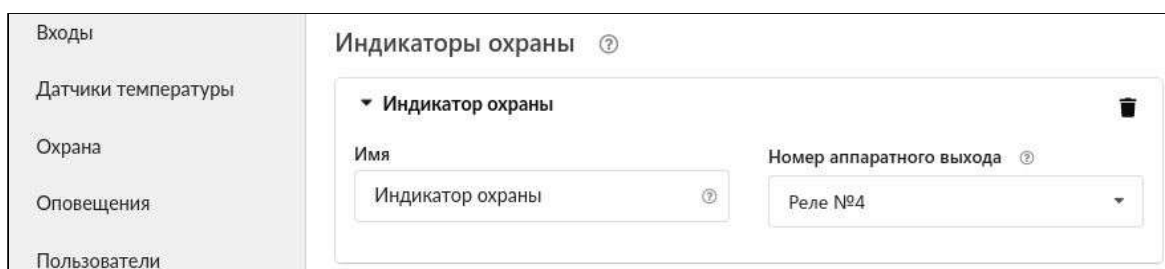 Входы
Датчики температуры
Охрана
Оповещения
Пользователи
Индикаторы охраны ?
Индикатор охраны
Имя
Индикатор охраны ?
Номер аппаратного выхода ?
Реле №4